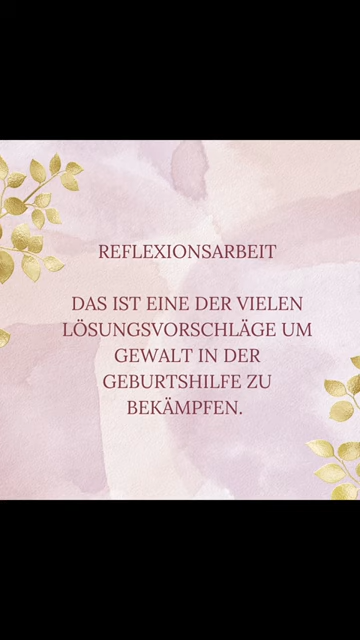 REFLEXIONSARBEIT
DAS IST EINE DER VIELEN
LÖSUNGSVORSCHLÄGE UM
GEWALT IN DER
GEBURTSHILFE ZU
BEKÄMPFEN.